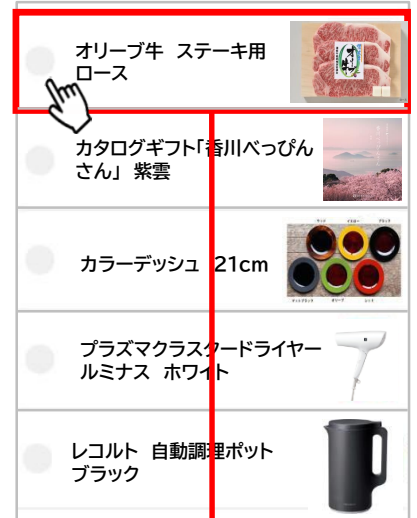 オリーブ牛　ステーキ用
ロース
カタログギフト「香川べっぴん
さん」　紫雲
カラーデッシュ　21cm
プラズマクラスタードライヤー
ルミナス　ホワイト
レコルト　自動調理ポット
ブラック